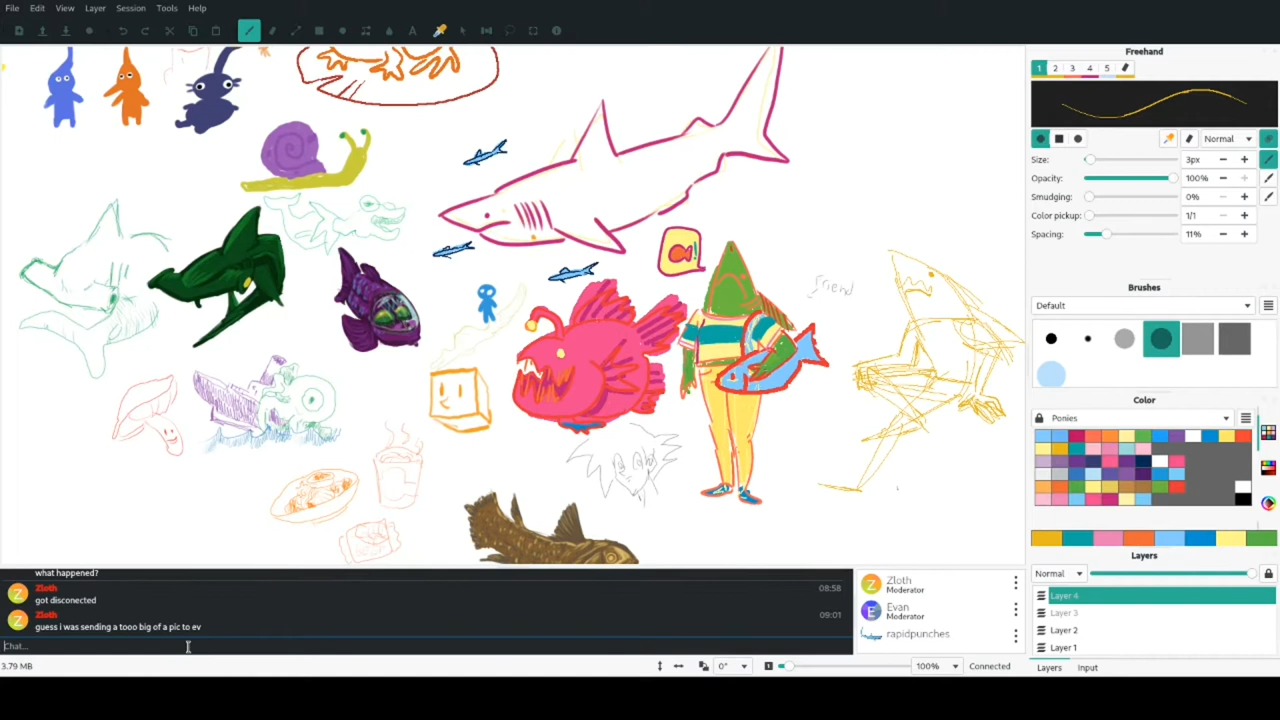 File Edit View Layer Session Tools Help
Freehand
1 2 3 4 5
Normal
Size: 3px
Opacity: 100%
Smudging: 0%
Color pickup: 1/1
Spacing: 11%
Brushes
Default
Color
Ponies
Layers
Normal
Layer 4
Layer 3
Layer 2
Layer 1
Layers Input
friend
what happened?
Zloth 08:58
got disconected
Zloth 09:01
guess i was sending a tooo big of a pic to ev
Chat...
Zloth
Moderator
Evan
Moderator
rapidpunches
3.79 MB 0° 100% Connected